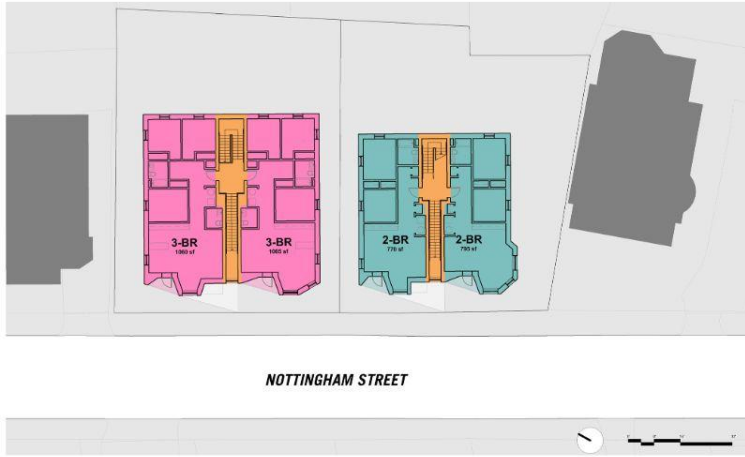 3-BR
1060 sf
3-BR
1065 sf
2-BR
770 sf
2-BR
795 sf
NOTTINGHAM STREET